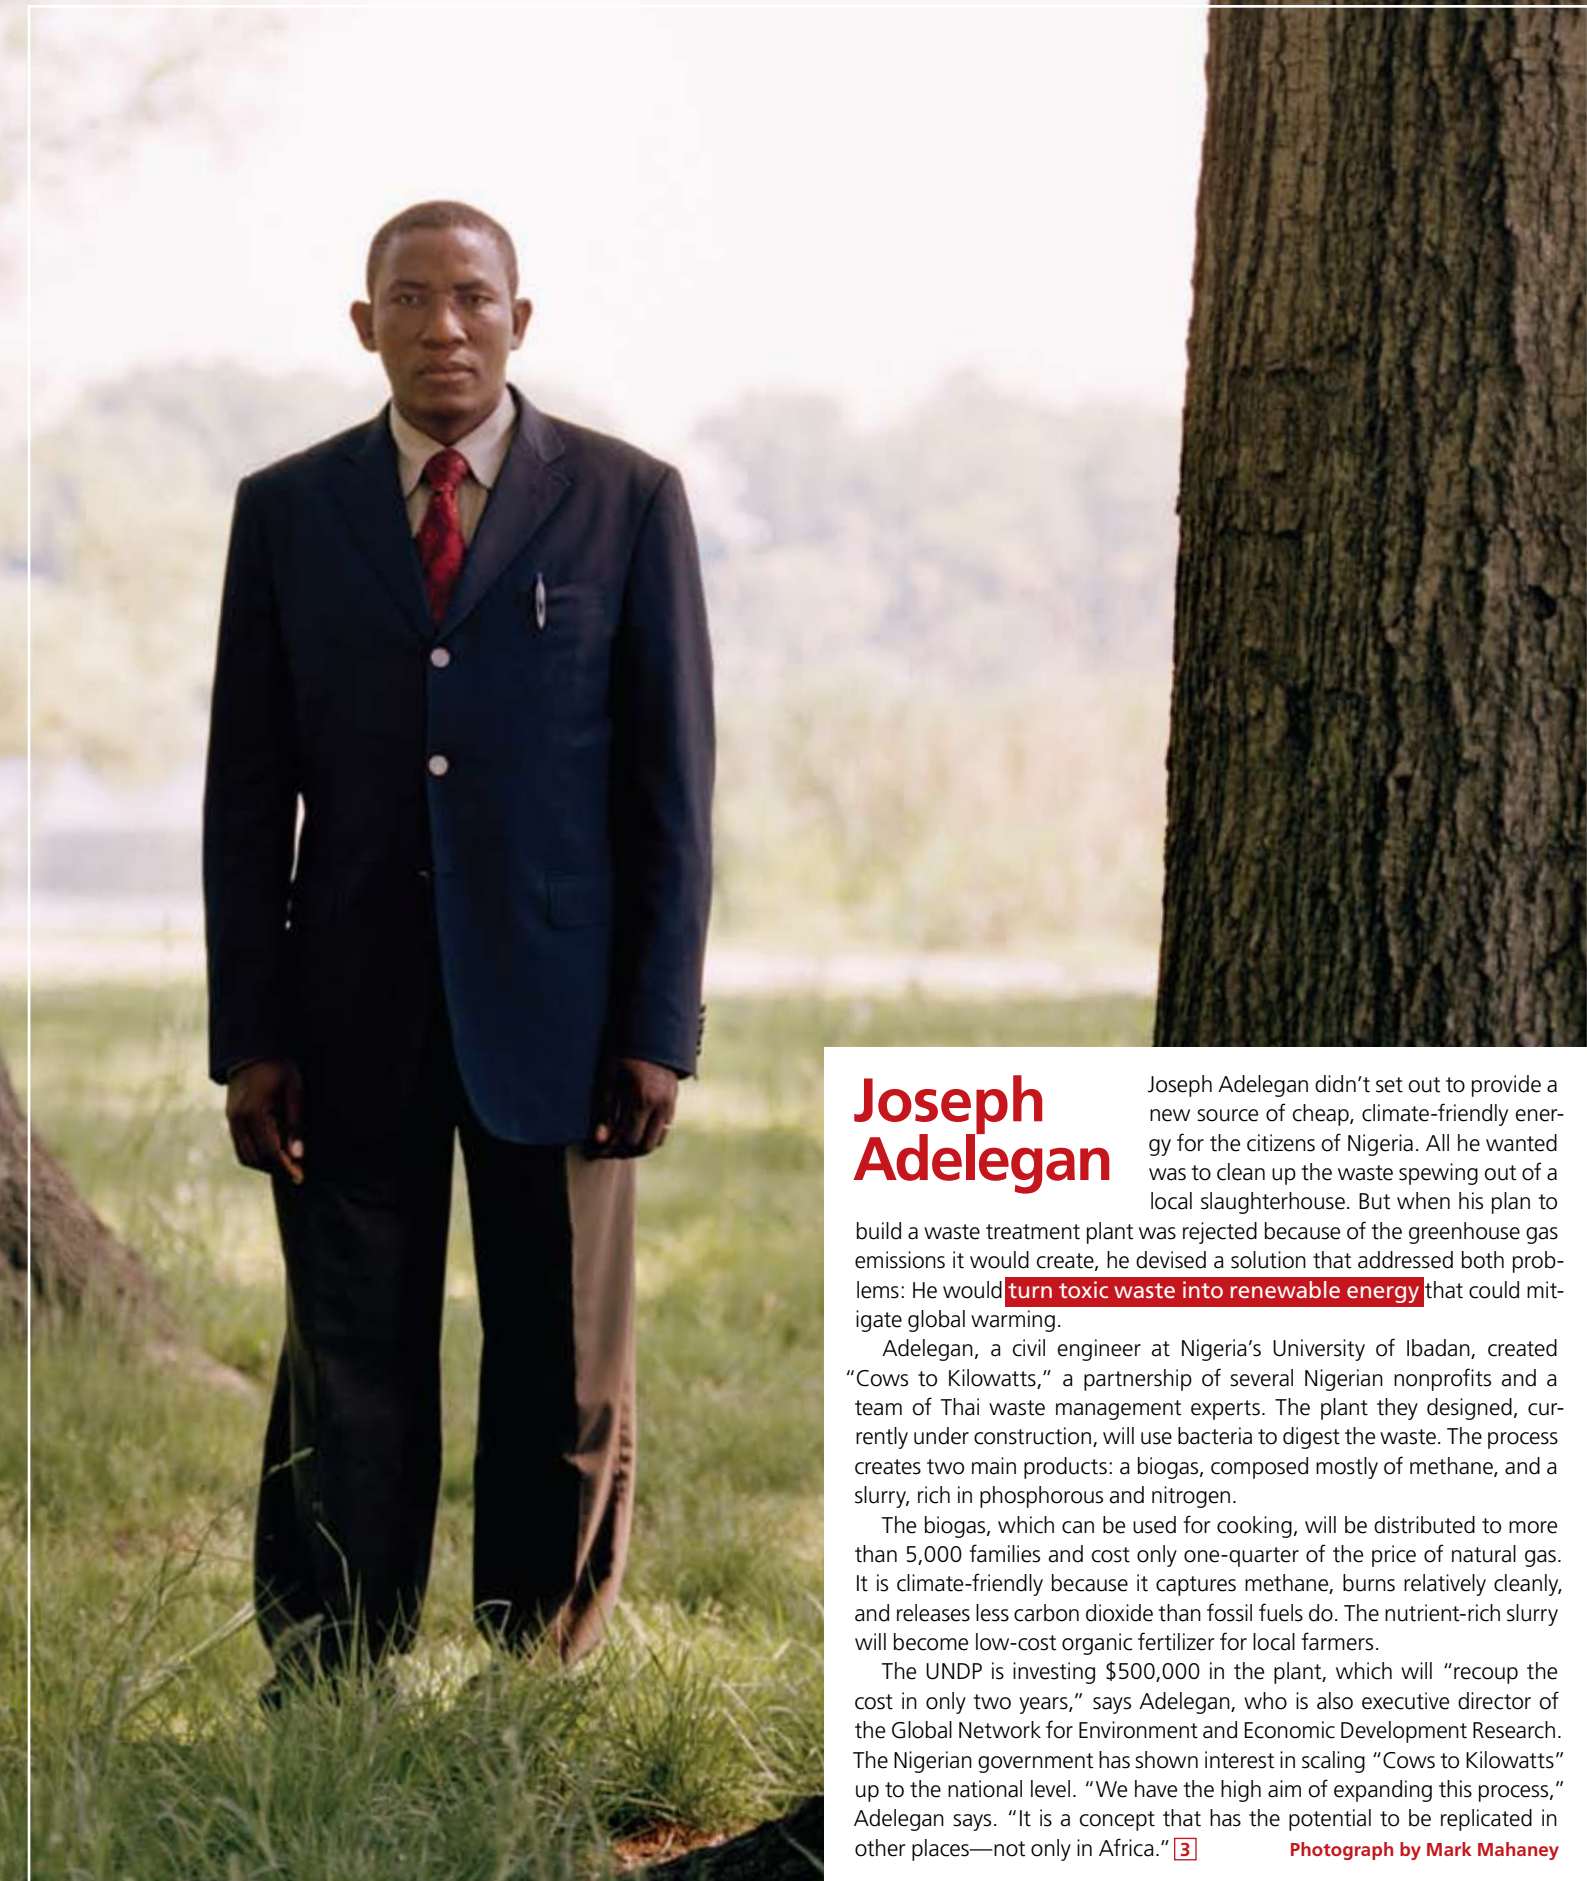 Joseph
Adelegan
Joseph Adelegan didn’t set out to provide a
new source of cheap, climate-friendly ener-
gy for the citizens of Nigeria. All he wanted
was to clean up the waste spewing out of a
local slaughterhouse. But when his plan to
build a waste treatment plant was rejected because of the greenhouse gas
emissions it would create, he devised a solution that addressed both prob-
lems: He would turn toxic waste into renewable energy that could mit-
igate global warming.
Adelegan, a civil engineer at Nigeria’s University of Ibadan, created
“Cows to Kilowatts,” a partnership of several Nigerian nonprofits and a
team of Thai waste management experts. The plant they designed, cur-
rently under construction, will use bacteria to digest the waste. The process
creates two main products: a biogas, composed mostly of methane, and a
slurry, rich in phosphorous and nitrogen.
The biogas, which can be used for cooking, will be distributed to more
than 5,000 families and cost only one-quarter of the price of natural gas.
It is climate-friendly because it captures methane, burns relatively cleanly,
and releases less carbon dioxide than fossil fuels do. The nutrient-rich slurry
will become low-cost organic fertilizer for local farmers.
The UNDP is investing $500,000 in the plant, which will “recoup the
cost in only two years,” says Adelegan, who is also executive director of
the Global Network for Environment and Economic Development Research.
The Nigerian government has shown interest in scaling “Cows to Kilowatts”
up to the national level. “We have the high aim of expanding this process,”
Adelegan says. “It is a concept that has the potential to be replicated in
other places—not only in Africa.” 3
Photograph by Mark Mahaney